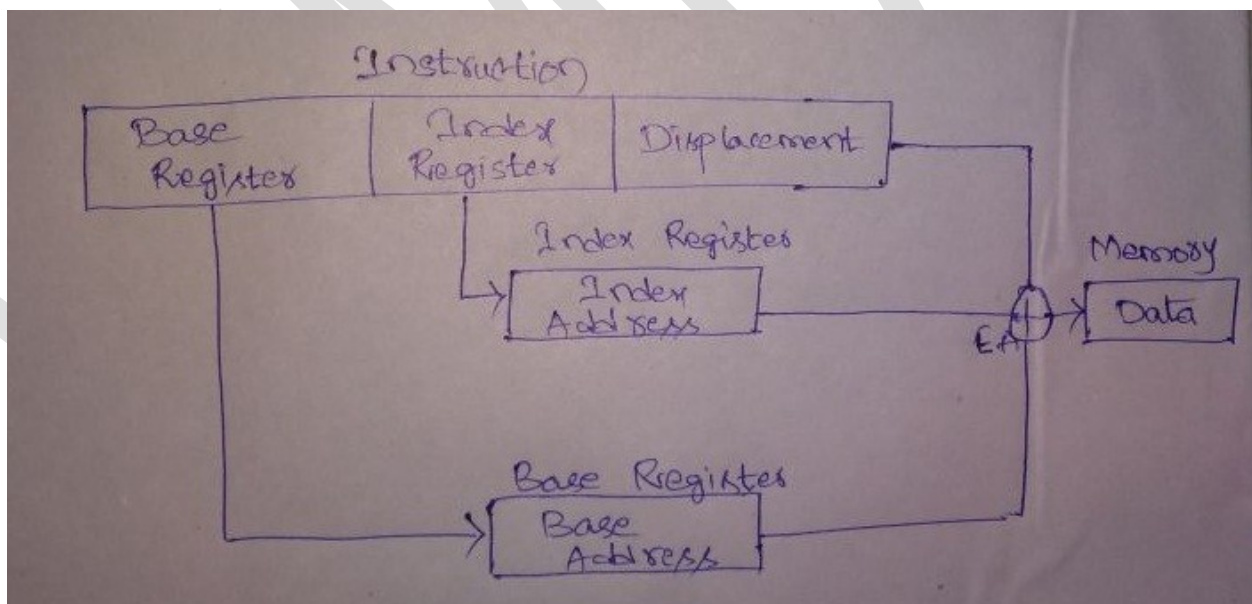 Instruction
Base
Register
Index
Register
Displacement
Index Register
Index
Address
Memory
Data
EA
Base Register
Base
Address